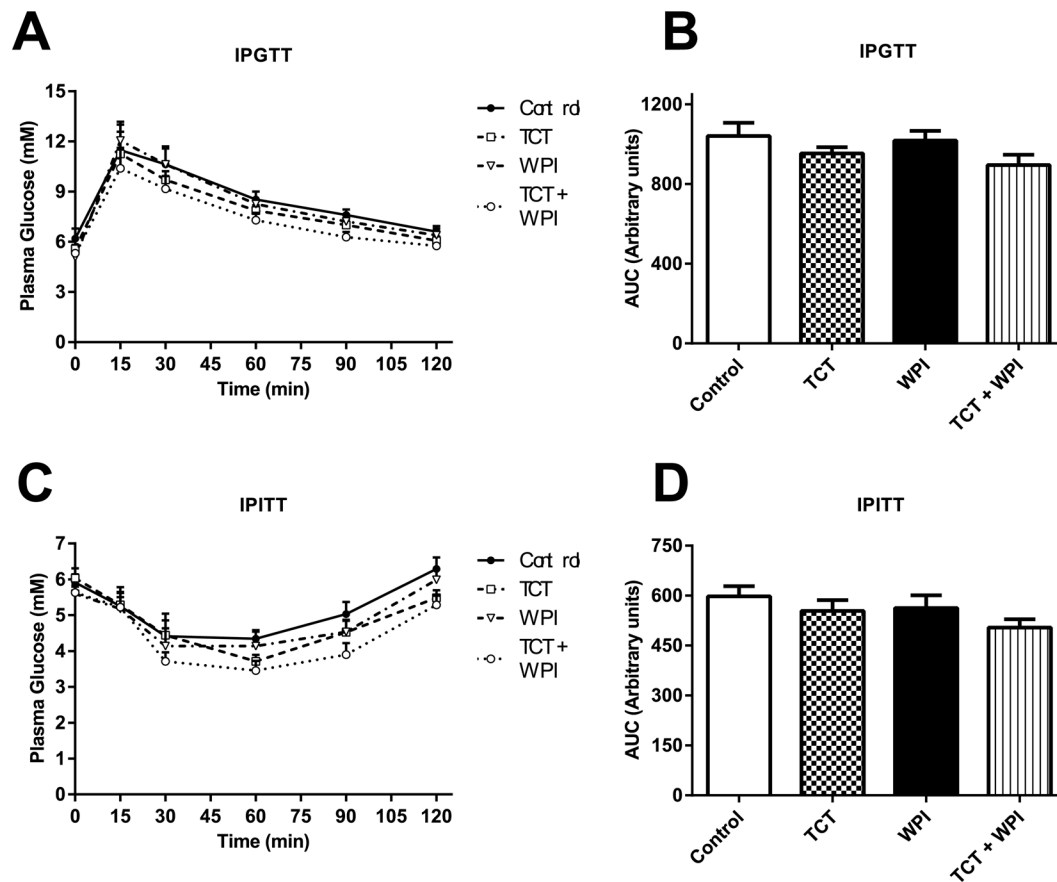 A
IPGTT
Plasma Glucose (mM)
15
12
9
6
3
0
0 15 30 45 60 75 90 105 120
Time (min)
Cont rol
TCT
WPI
TCT +
WPI
B
IPGTT
AUC (Arbitrary units)
1200
800
400
0
Control
TCT
WPI
TCT + WPI
C
IPITT
Plasma Glucose (mM)
7
6
5
4
3
2
1
0
0 15 30 45 60 75 90 105 120
Time (min)
Cont rol
TCT
WPI
TCT +
WPI
D
IPITT
AUC (Arbitrary units)
750
600
450
300
150
0
Control
TCT
WPI
TCT + WPI